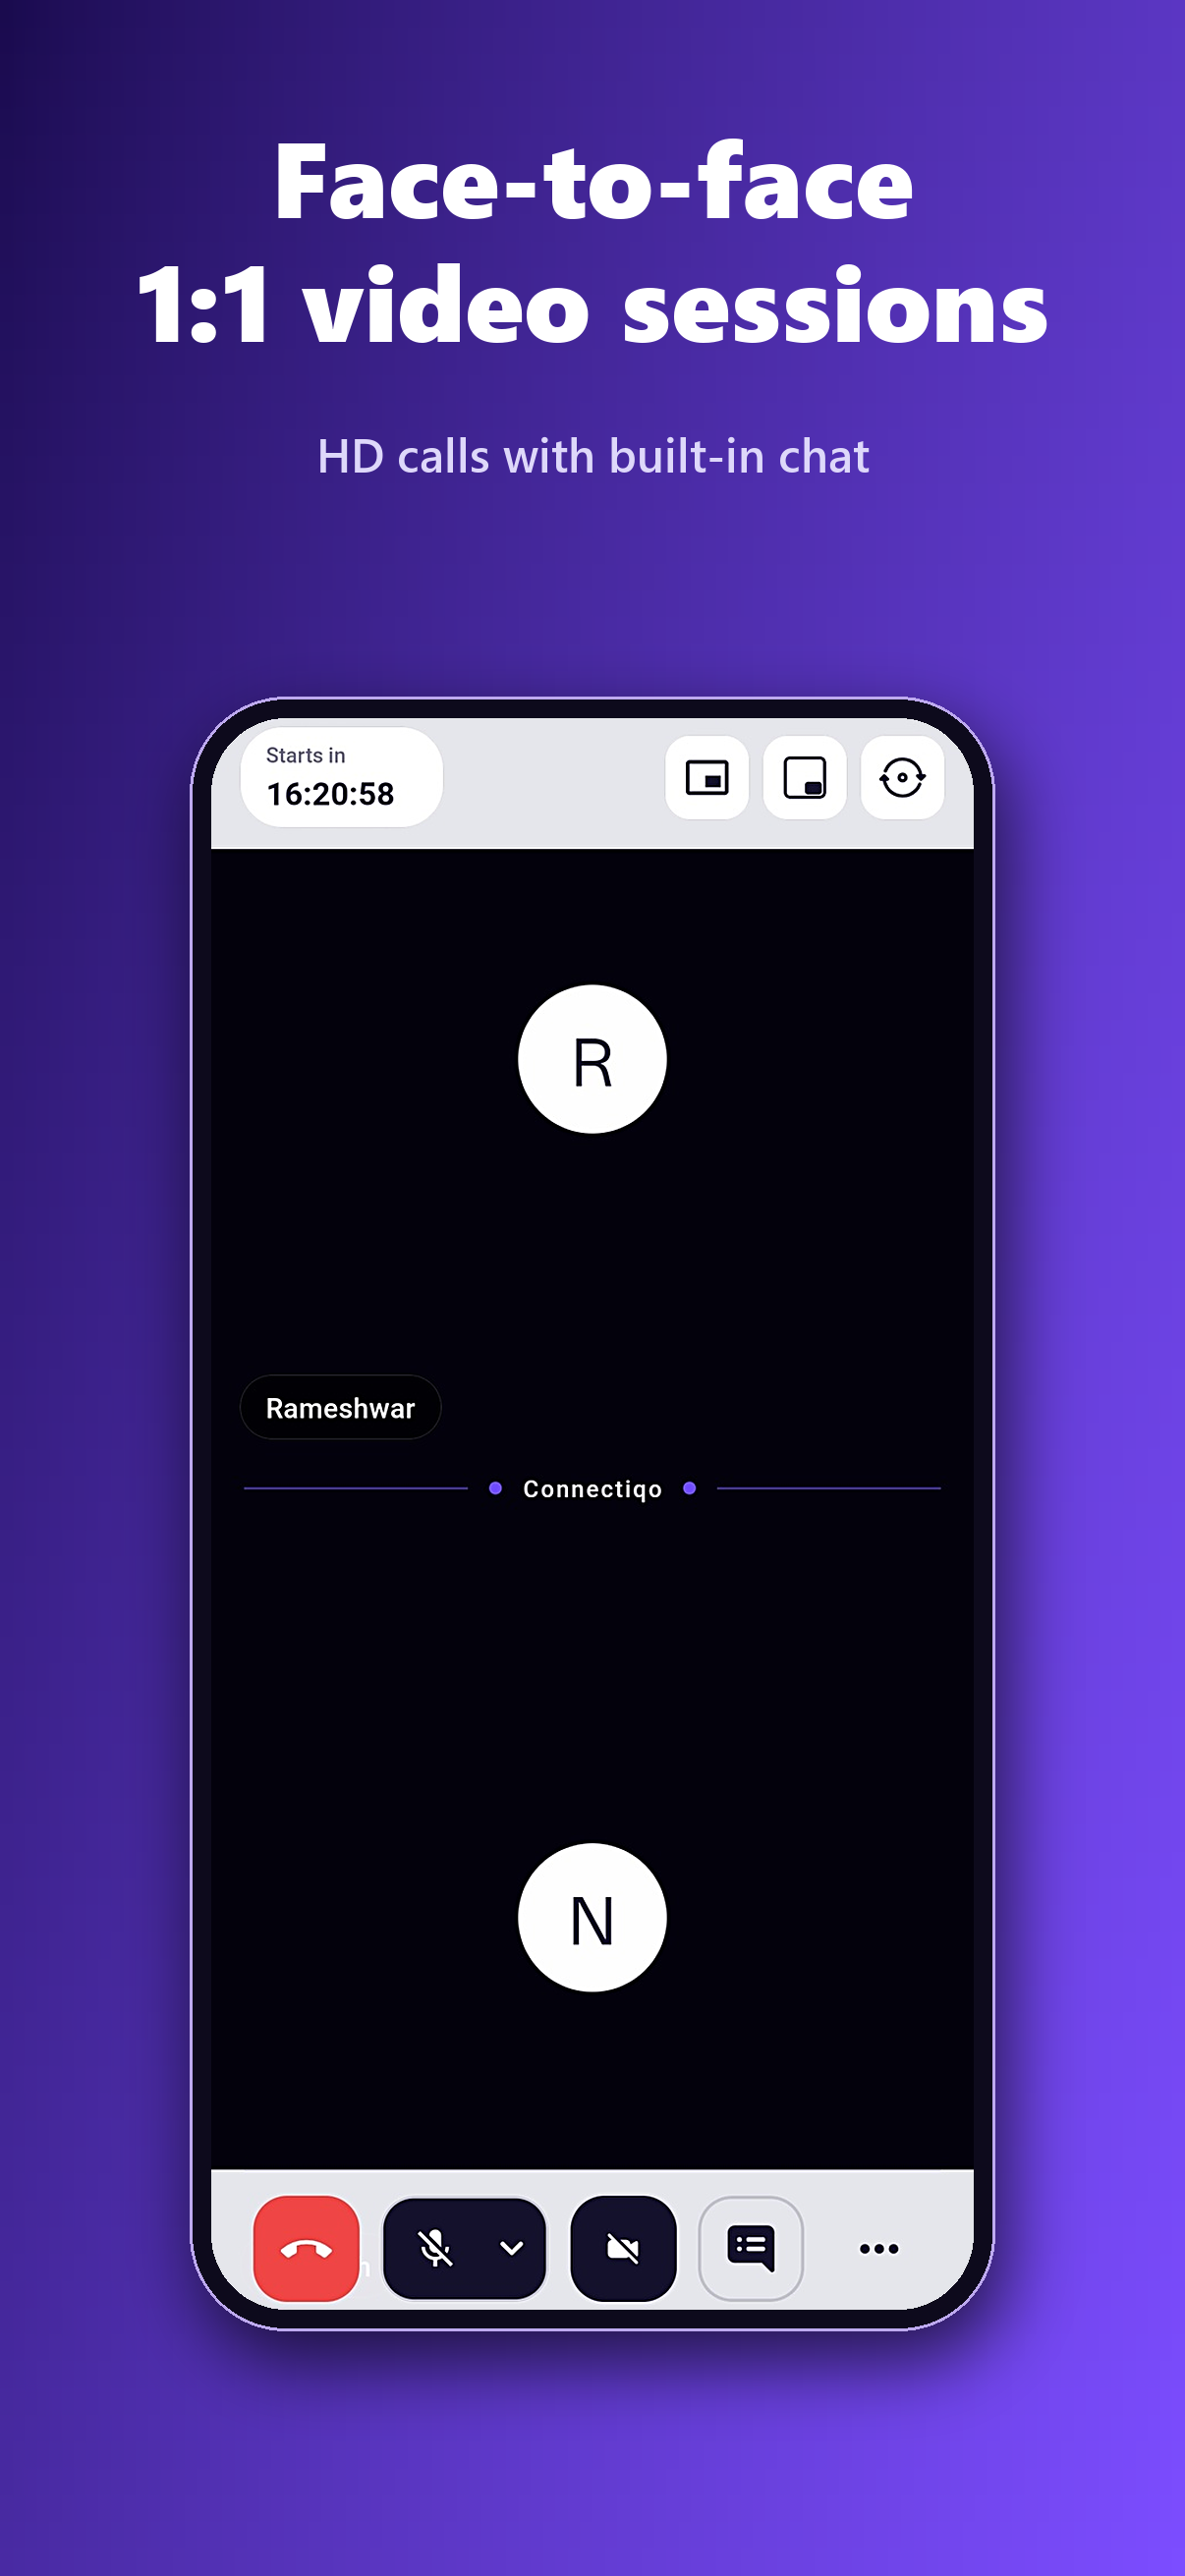 Face-to-face
1:1 video sessions
HD calls with built-in chat
Starts in
16:20:58
R
Rameshwar
Connectiqo
N